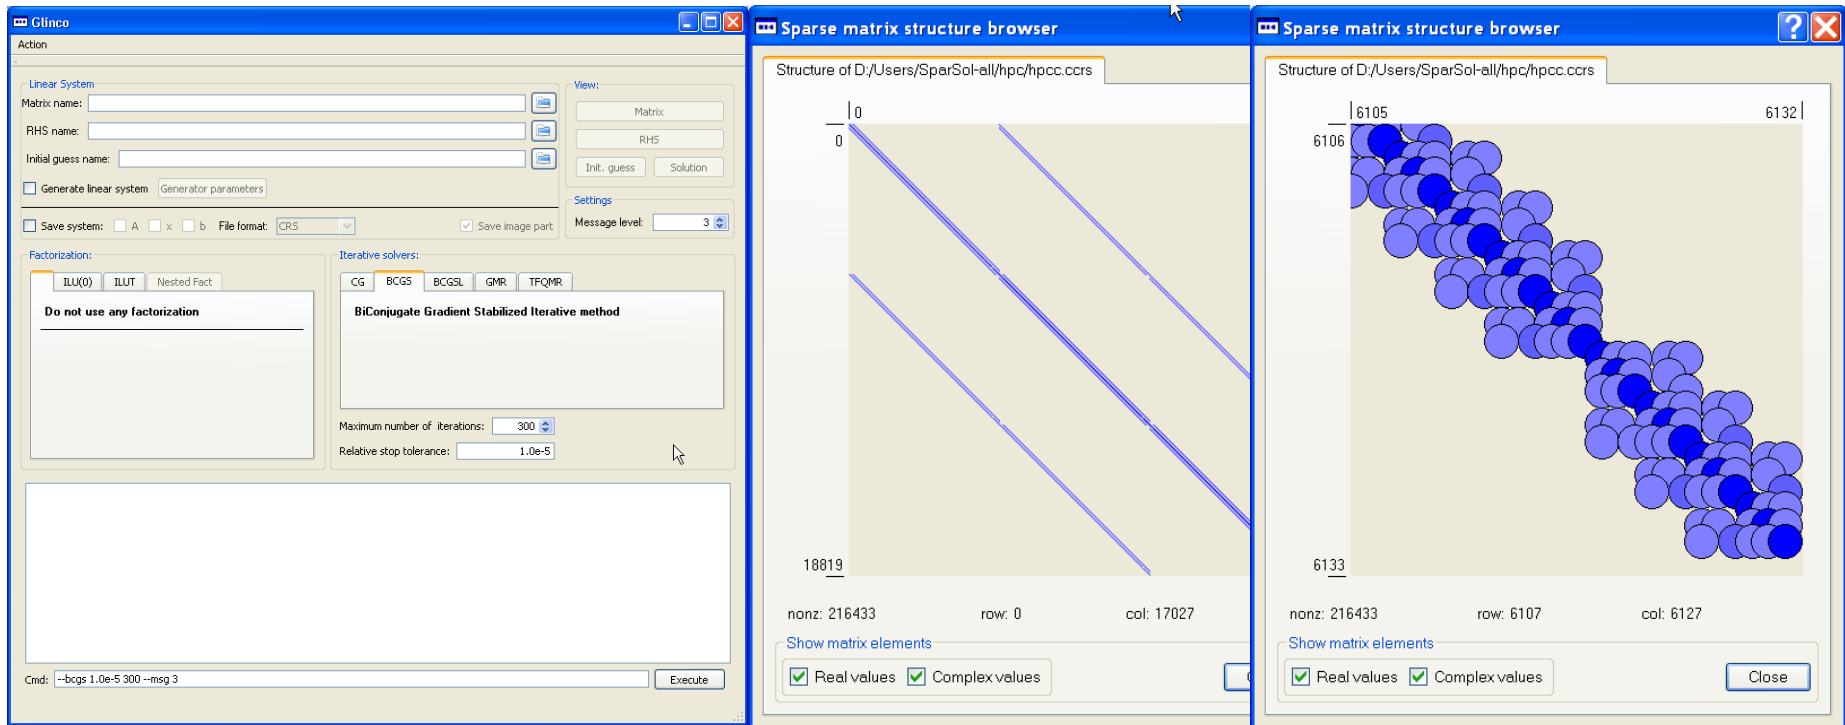 Glinco
Action
Linear System
Matrix name:
RHS name:
Initial guess name:
Generate linear system Generator parameters
Save system: A x b File format: CRS Save image part
View:
Matrix
RHS
Init. guess Solution
Settings
Message level: 3
Factorization:
ILU(0) ILUT Nested Fact
Do not use any factorization
Iterative solvers:
CG BCGS BCGSL GMR TFQMR
BiConjugate Gradient Stabilized Iterative method
Maximum number of iterations: 300
Relative stop tolerance: 1.0e-5
Cmd: --bcgs 1.0e-5 300 --msg 3 Execute
Sparse matrix structure browser
Structure of D:/Users/SparSol-all/hpc/hpcc.ccrs
0
0
18819
nonz: 216433 row: 0 col: 17027
Show matrix elements
Real values Complex values
Sparse matrix structure browser
Structure of D:/Users/SparSol-all/hpc/hpcc.ccrs
6105 6132
6106
6133
nonz: 216433 row: 6107 col: 6127
Show matrix elements
Real values Complex values Close